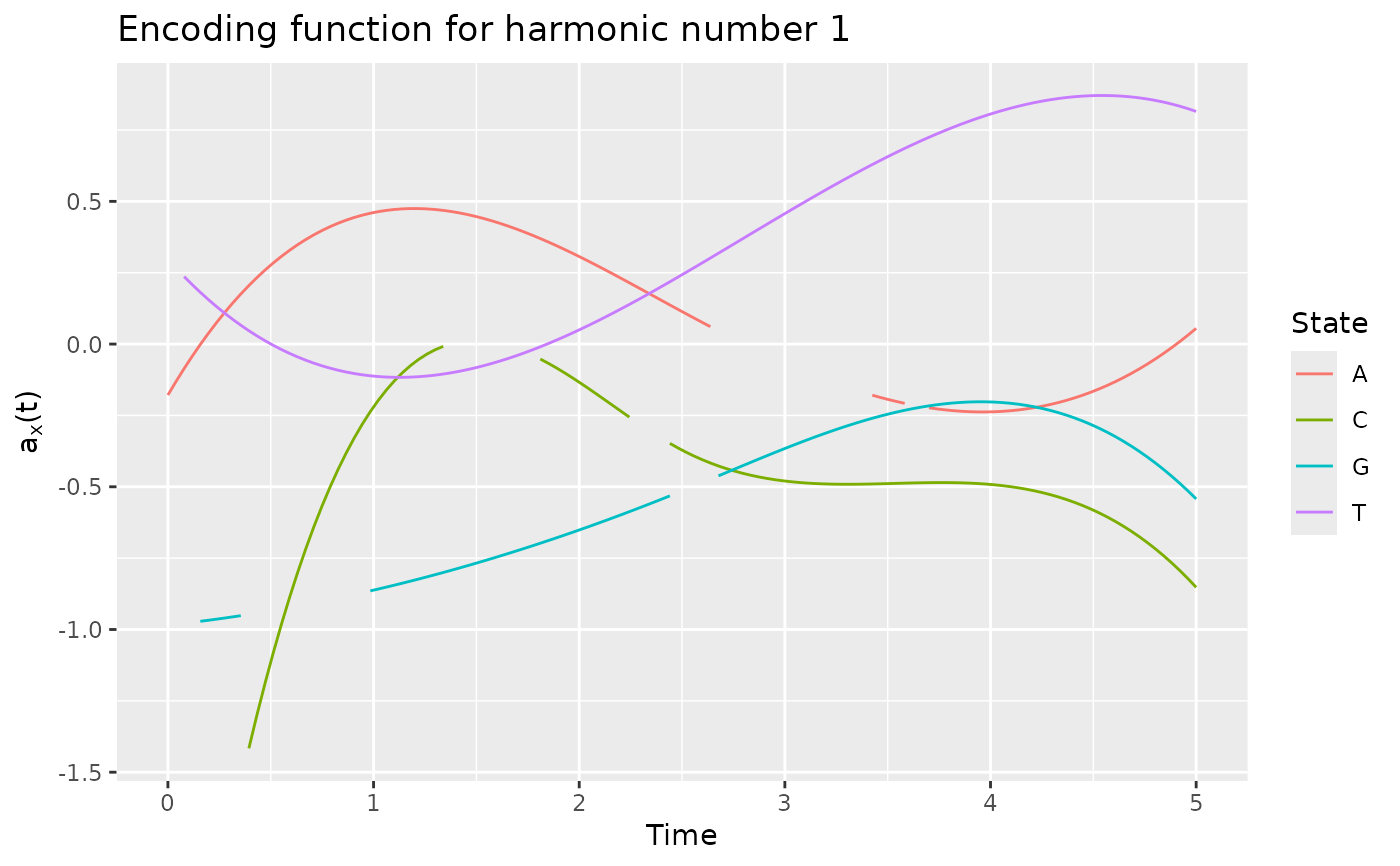 Encoding function for harmonic number 1
0.5
0.0
-0.5
-1.0
-1.5
aₓ(t)
0 1 2 3 4 5
Time
State
A
C
G
T